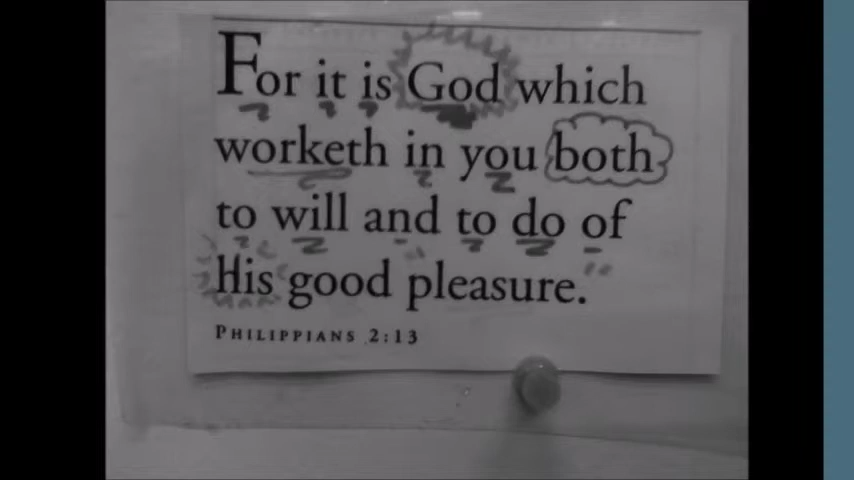 For it is God which
worketh in you both
to will and to do of
His good pleasure.
PHILIPPIANS 2:13